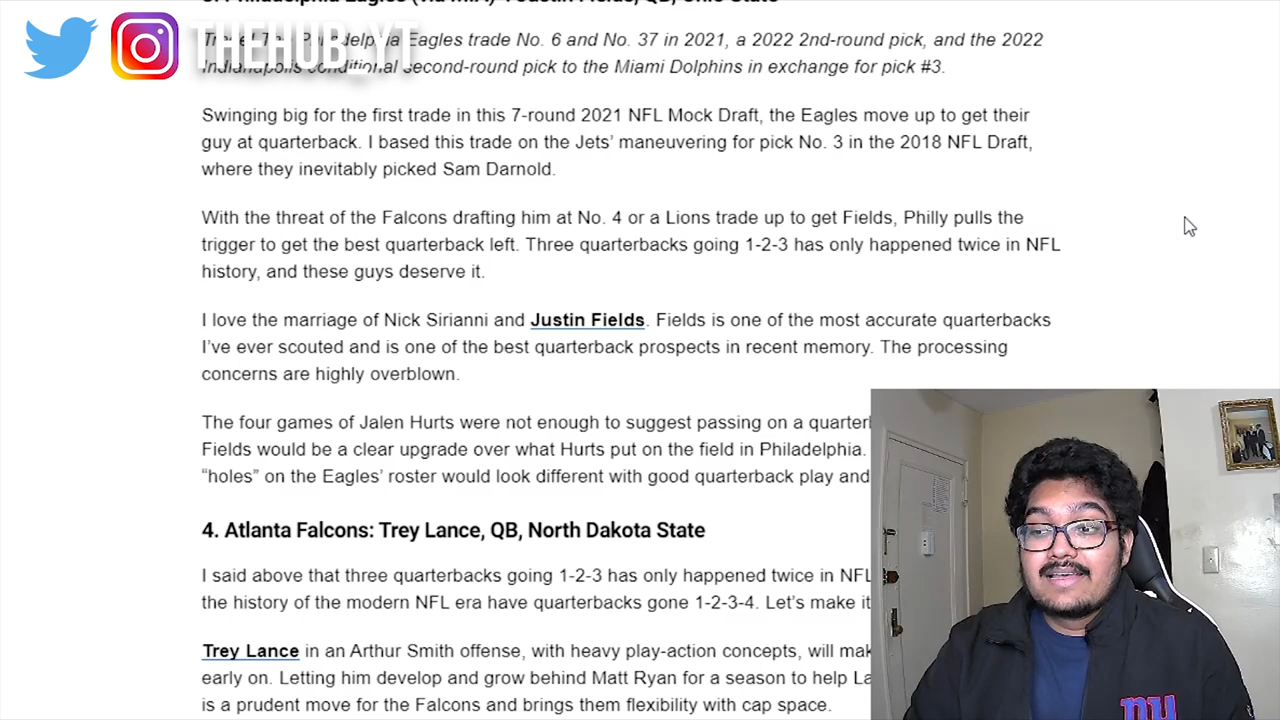 3. Philadelphia Eagles (via MIA) Justin Fields, QB, Ohio State
THEHUB_YT
Eagles trade No. 6 and No. 37 in 2021, a 2022 2nd-round pick, and the 2022
Indianapolis conditional second-round pick to the Miami Dolphins in exchange for pick #3.
Swinging big for the first trade in this 7-round 2021 NFL Mock Draft, the Eagles move up to get their
guy at quarterback. I based this trade on the Jets’ maneuvering for pick No. 3 in the 2018 NFL Draft,
where they inevitably picked Sam Darnold.
With the threat of the Falcons drafting him at No. 4 or a Lions trade up to get Fields, Philly pulls the
trigger to get the best quarterback left. Three quarterbacks going 1-2-3 has only happened twice in NFL
history, and these guys deserve it.
I love the marriage of Nick Sirianni and Justin Fields. Fields is one of the most accurate quarterbacks
I’ve ever scouted and is one of the best quarterback prospects in recent memory. The processing
concerns are highly overblown.
The four games of Jalen Hurts were not enough to suggest passing on a quarterl
Fields would be a clear upgrade over what Hurts put on the field in Philadelphia.
“holes” on the Eagles’ roster would look different with good quarterback play and
4. Atlanta Falcons: Trey Lance, QB, North Dakota State
I said above that three quarterbacks going 1-2-3 has only happened twice in NFL
the history of the modern NFL era have quarterbacks gone 1-2-3-4. Let’s make it
Trey Lance in an Arthur Smith offense, with heavy play-action concepts, will mak
early on. Letting him develop and grow behind Matt Ryan for a season to help La
is a prudent move for the Falcons and brings them flexibility with cap space.
ny